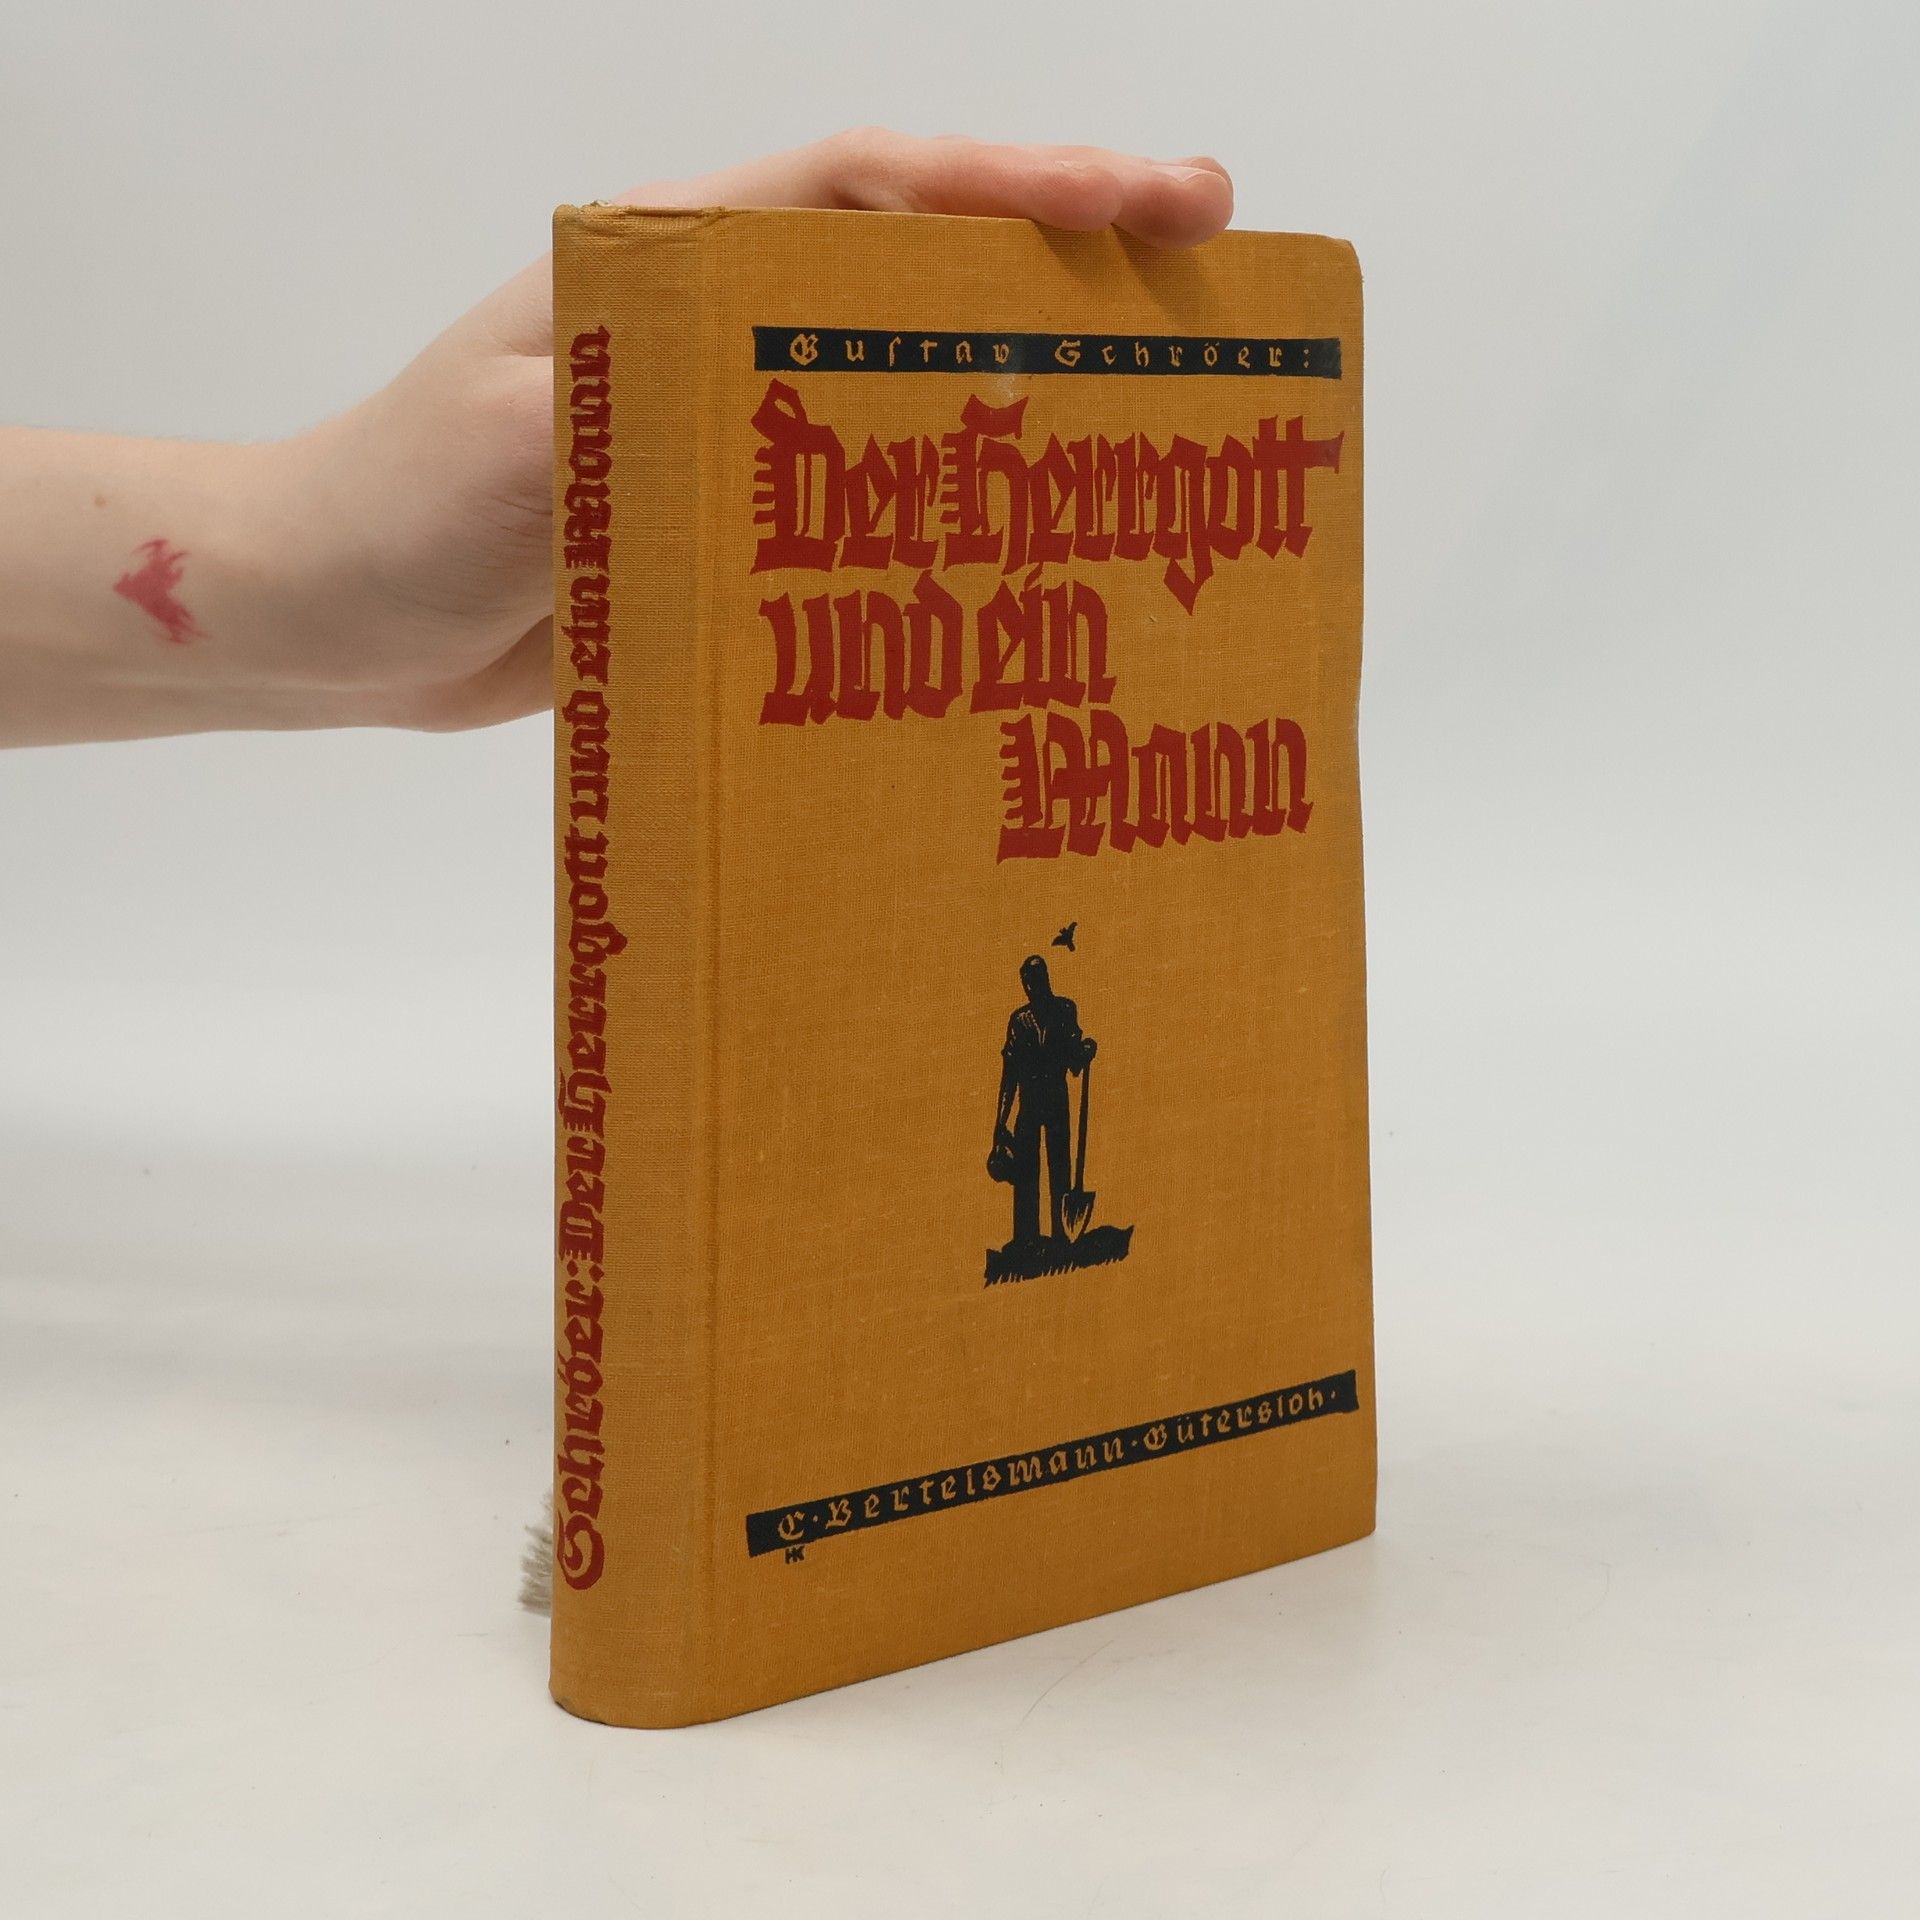 Schröer: Der Herrgott und ein Mann
Gustav Schröer:
Der Herrgott
und ein
Mann
C. Bertelsmann · Gütersloh ·
HK